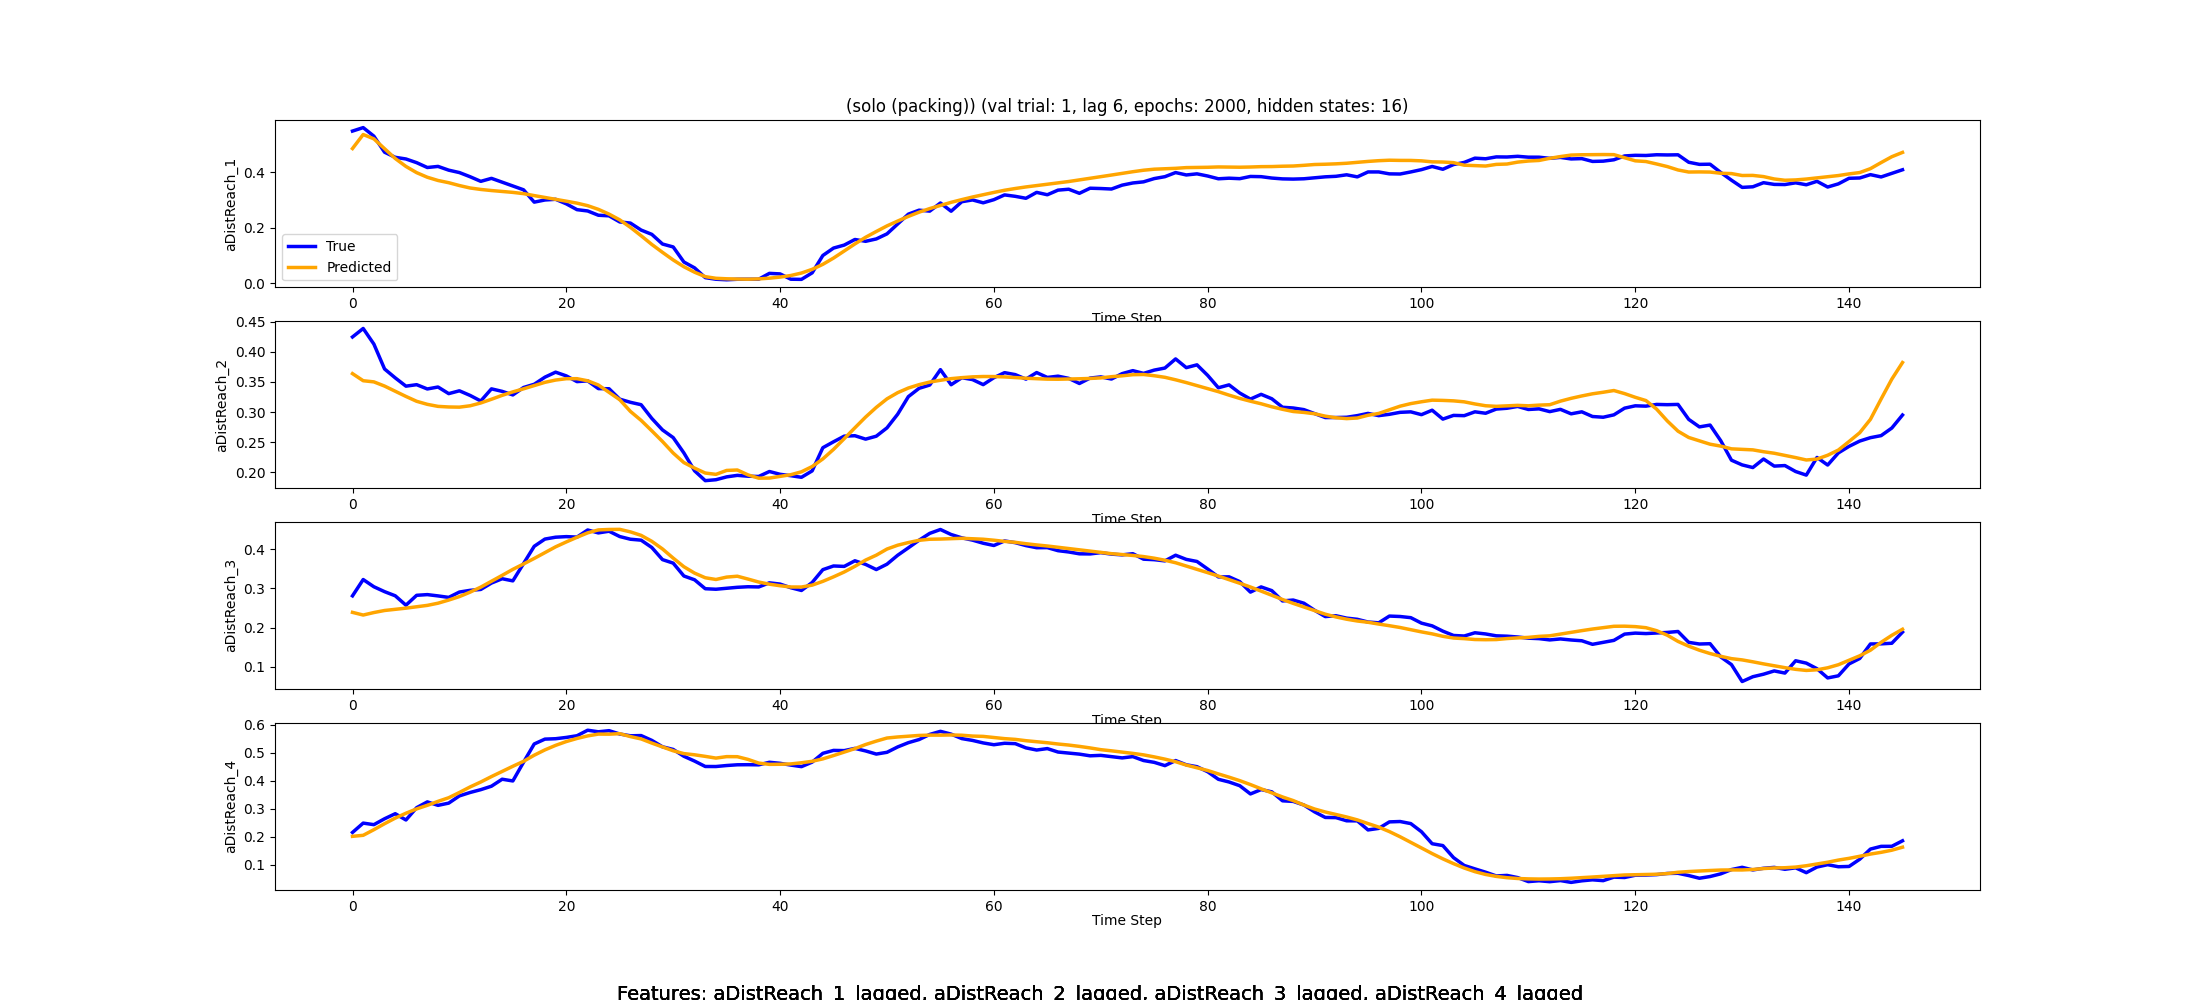 (solo (packing)) (val trial: 1, lag 6, epochs: 2000, hidden states: 16)
aDistReach_1
0.4
0.2
0.0
True
Predicted
0 20 40 60 80 100 120 140
Time Step
aDistReach_2
0.45
0.40
0.35
0.30
0.25
0.20
0 20 40 60 80 100 120 140
Time Step
aDistReach_3
0.4
0.3
0.2
0.1
0 20 40 60 80 100 120 140
Time Step
aDistReach_4
0.6
0.5
0.4
0.3
0.2
0.1
0 20 40 60 80 100 120 140
Time Step
Features: aDistReach_1_lagged, aDistReach_2_lagged, aDistReach_3_lagged, aDistReach_4_lagged